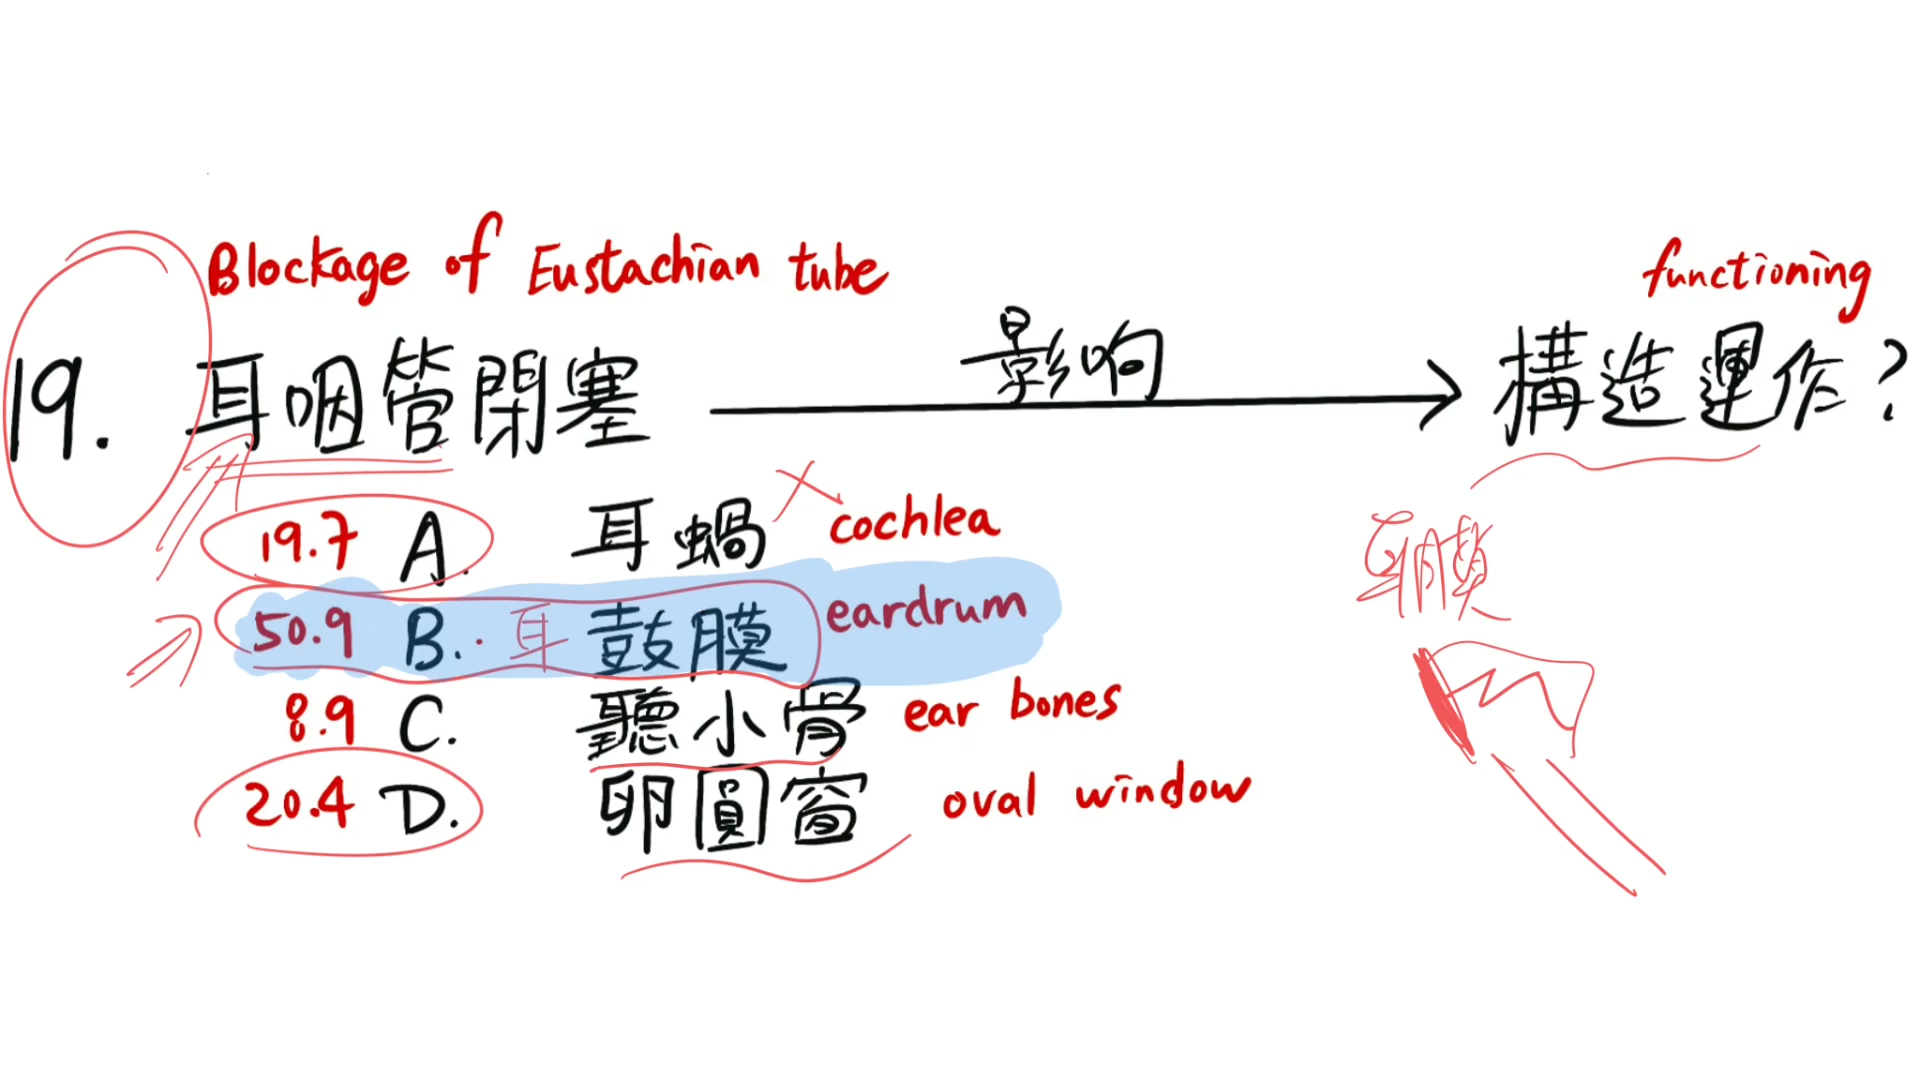 Blockage of Eustachian tube
functioning
19. 耳咽管閉塞 影响 構造運作?
19.7 A. 耳蝸 cochlea
50.9 B. 耳 鼓膜 eardrum
8.9 C. 聽小骨 ear bones
20.4 D. 卵圓窗 oval window